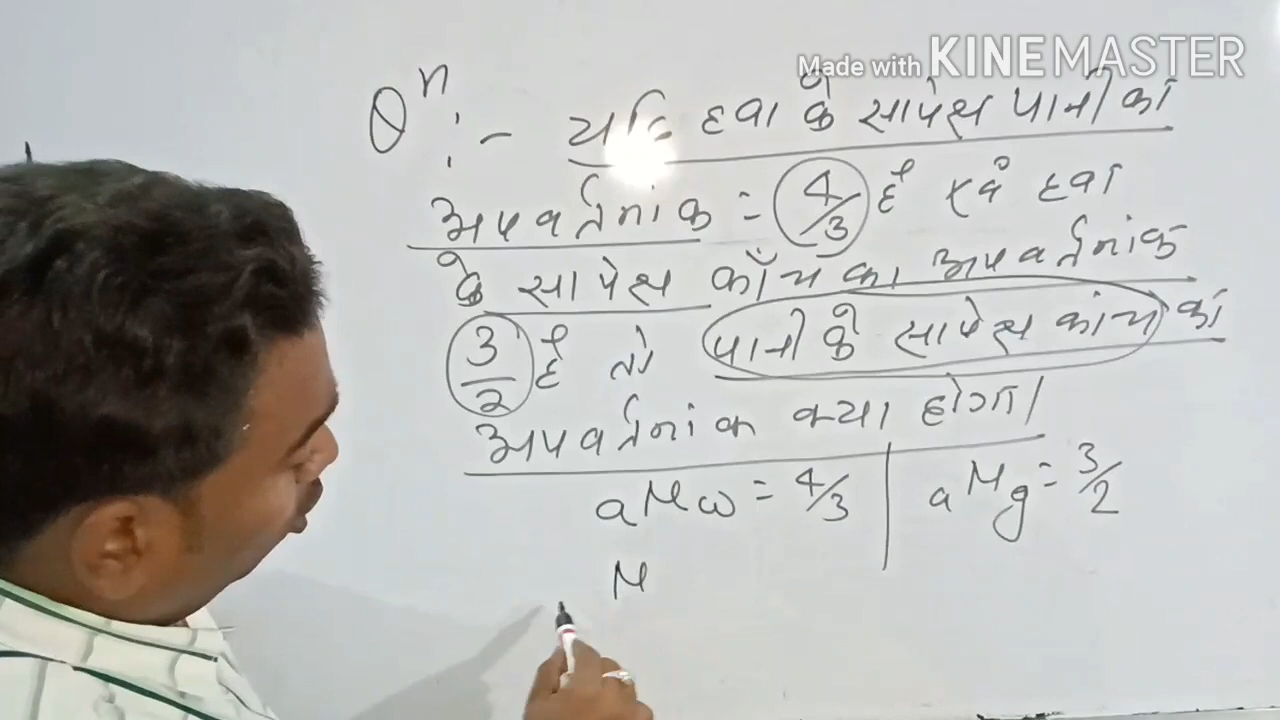 Made with KINEMASTER
Qn :- यदि हवा के सापेक्ष पानी का
अपवर्तनांक = 4/3 है एवं हवा
के सापेक्ष काँच का अपवर्तनांक
3/2 है तो पानी के सापेक्ष कांच का
अपवर्तनांक क्या होगा।
aμw = 4/3 | aμg = 3/2
μ